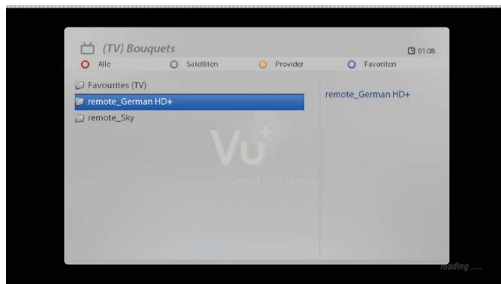 (TV) Bouquets
01:08
Alle Satelliten Provider Favoriten
Favourites (TV)
remote_German HD+
remote_German HD+
remote_Sky
Vu+
loading .....